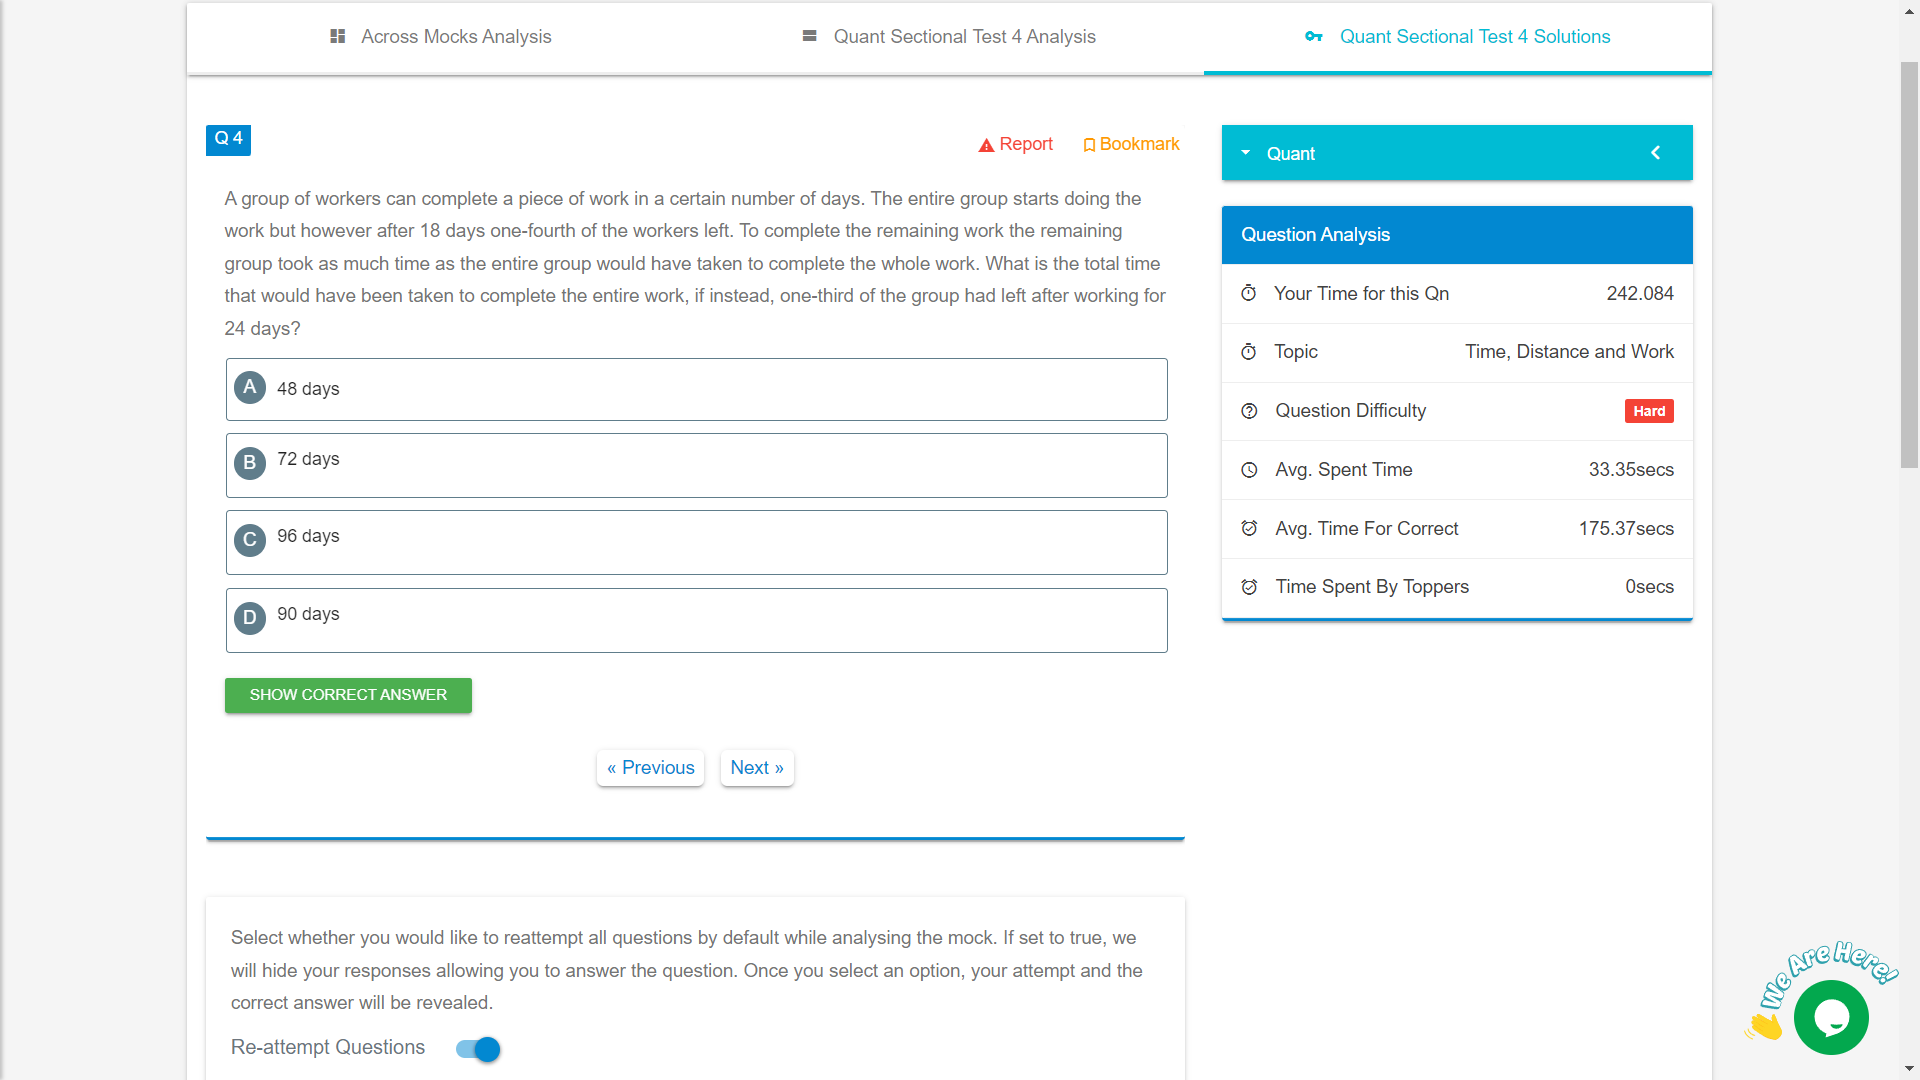 Across Mocks Analysis
Quant Sectional Test 4 Analysis
Quant Sectional Test 4 Solutions
Q 4
Report
Bookmark
A group of workers can complete a piece of work in a certain number of days. The entire group starts doing the
work but however after 18 days one-fourth of the workers left. To complete the remaining work the remaining
group took as much time as the entire group would have taken to complete the whole work. What is the total time
that would have been taken to complete the entire work, if instead, one-third of the group had left after working for
24 days?
A 48 days
B 72 days
C 96 days
D 90 days
SHOW CORRECT ANSWER
« Previous
Next »
Quant
Question Analysis
Your Time for this Qn 242.084
Topic Time, Distance and Work
Question Difficulty Hard
Avg. Spent Time 33.35secs
Avg. Time For Correct 175.37secs
Time Spent By Toppers 0secs
Select whether you would like to reattempt all questions by default while analysing the mock. If set to true, we
will hide your responses allowing you to answer the question. Once you select an option, your attempt and the
correct answer will be revealed.
Re-attempt Questions
We Are Here!